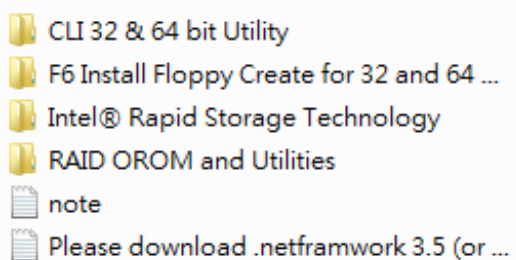 CLI 32 & 64 bit Utility
F6 Install Floppy Create for 32 and 64 ...
Intel® Rapid Storage Technology
RAID OROM and Utilities
note
Please download .netframwork 3.5 (or ...